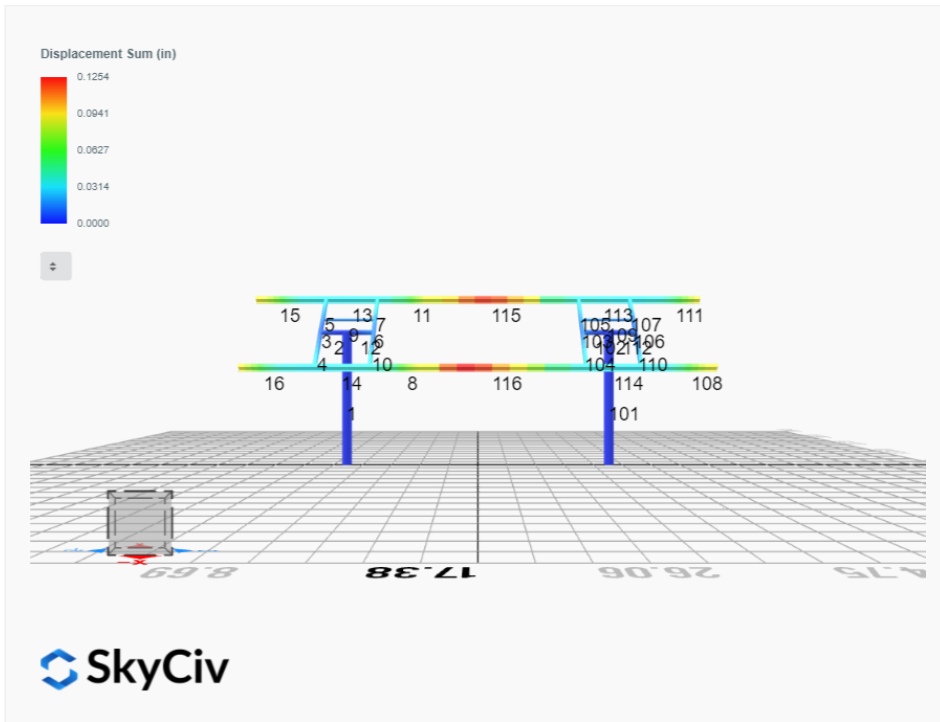 Displacement Sum (in)
0.1254
0.0941
0.0627
0.0314
0.0000
15 13 11 115 113 111
5 7 105 107
9 109
3 6 103 106
2 12 102 112
4 10 104 110
16 14 8 116 114 108
1 101
-x
8.69 17.38 26.06
SkyCiv